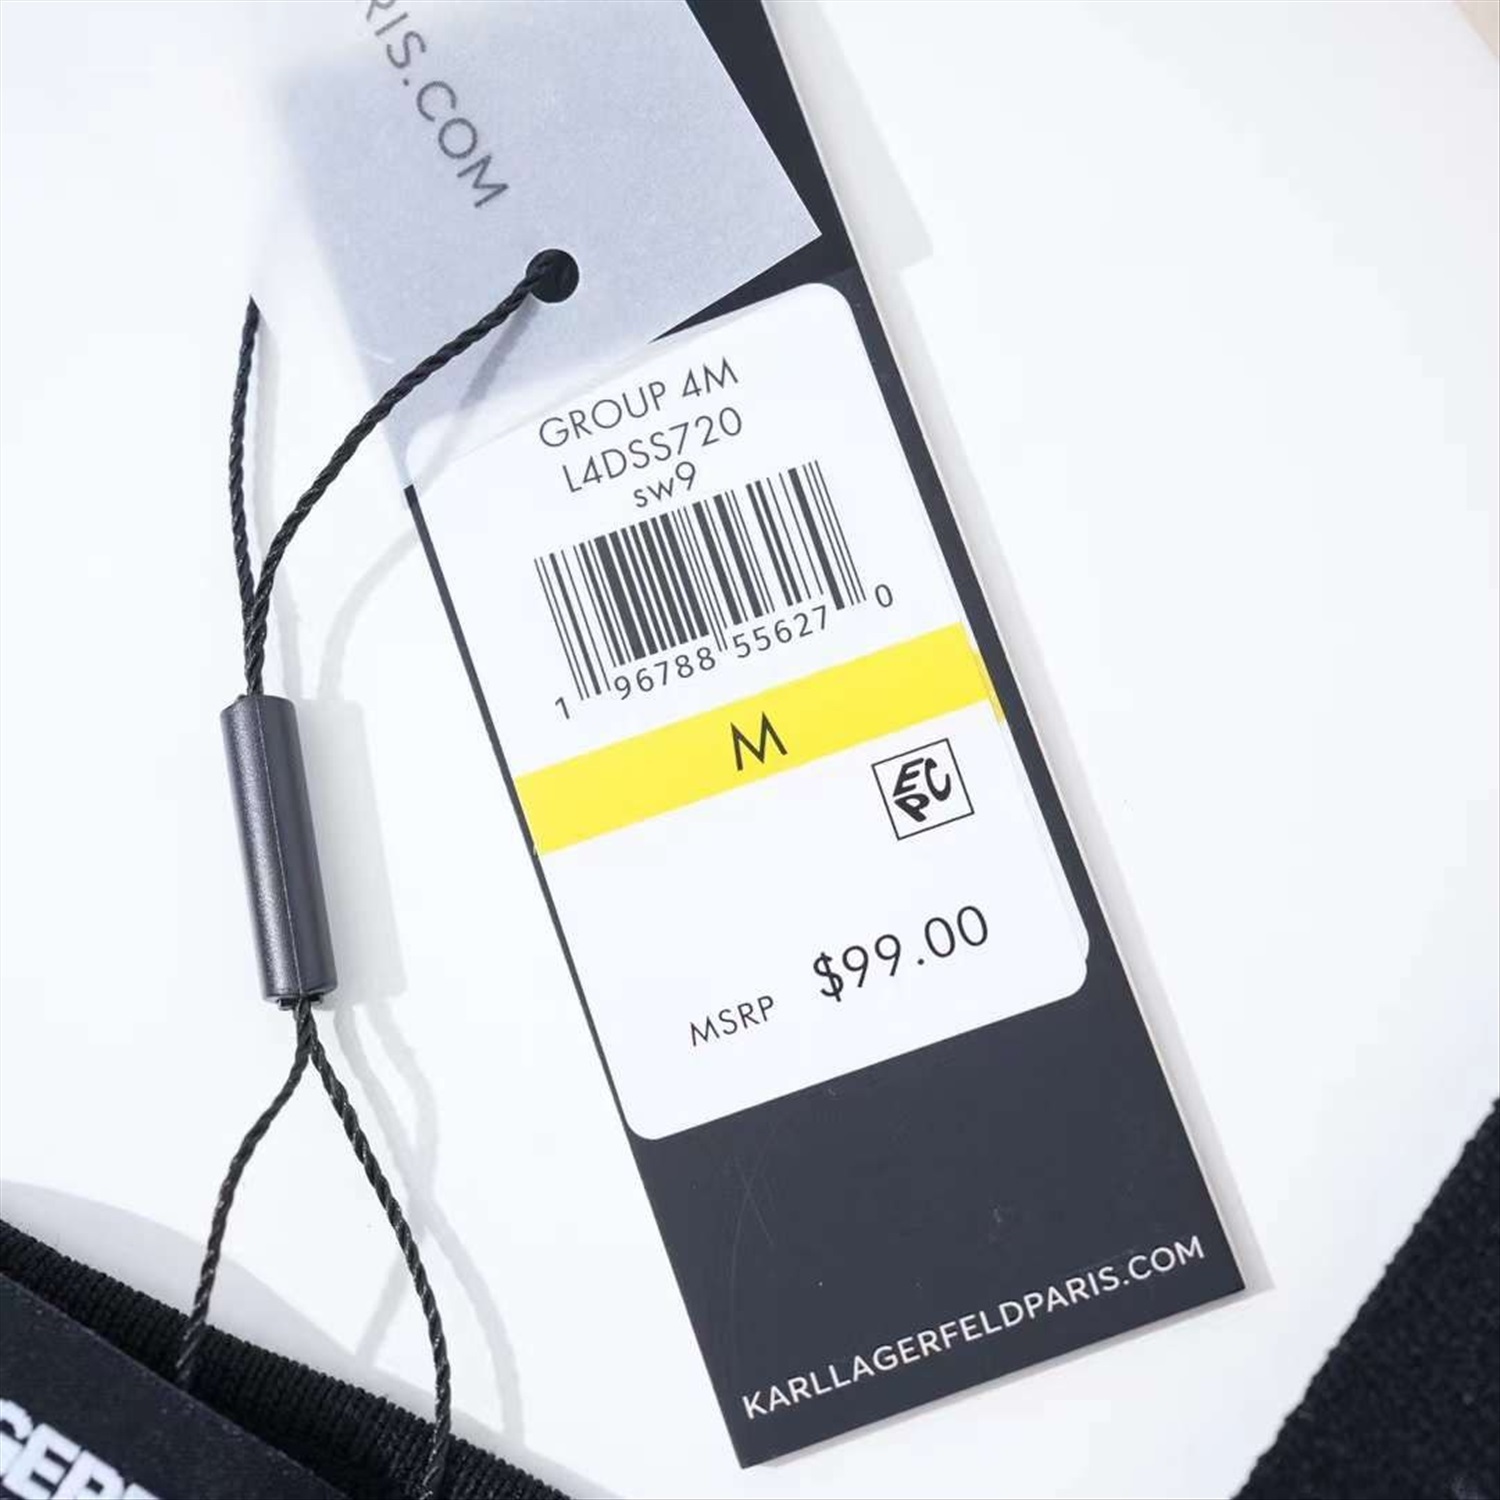 RIS.COM
GROUP 4M
L4DSS720
sw9
1 96788 55627 0
M
EPC
MSRP $99.00
KARLLAGERFELDPARIS.COM